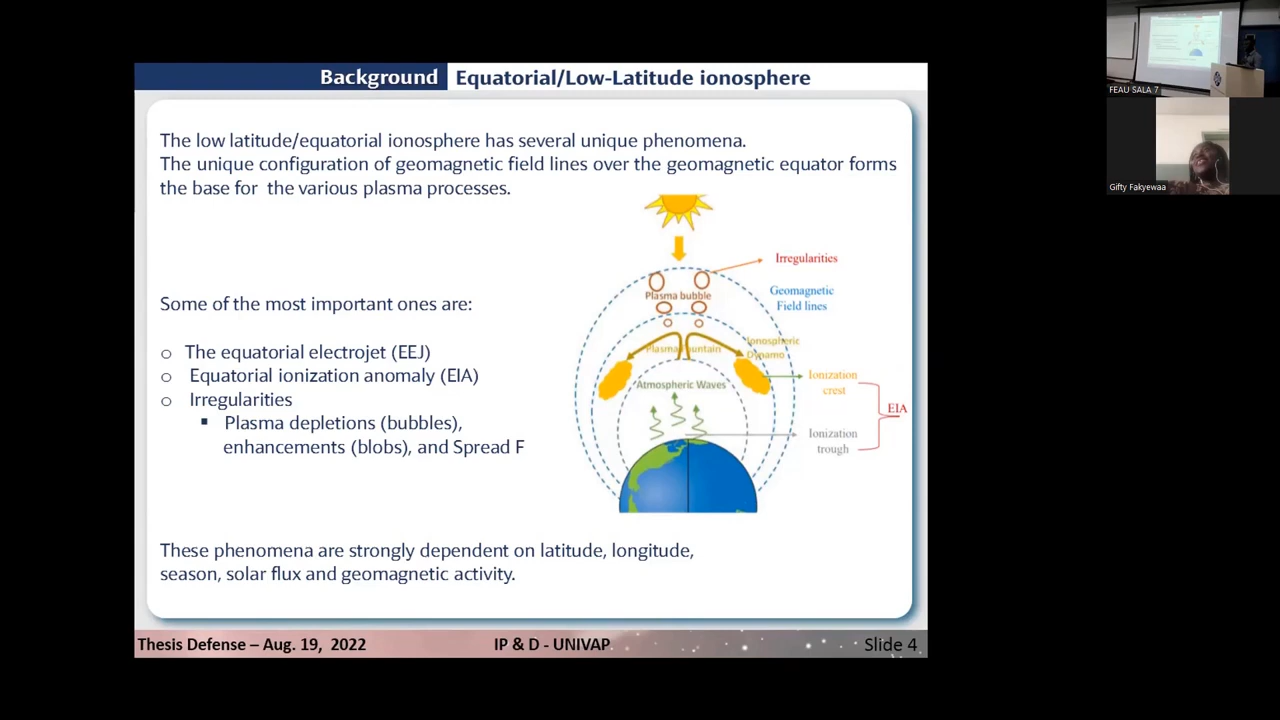 Background Equatorial/Low-Latitude ionosphere
The low latitude/equatorial ionosphere has several unique phenomena.
The unique configuration of geomagnetic field lines over the geomagnetic equator forms
the base for the various plasma processes.
Some of the most important ones are:
The equatorial electrojet (EEJ)
Equatorial ionization anomaly (EIA)
Irregularities
Plasma depletions (bubbles),
enhancements (blobs), and Spread F
Irregularities
Geomagnetic
Field lines
Plasma bubble
Ionospheric
Dynamo
Plasma
Atmospheric Waves
Ionization
crest
EIA
Ionization
trough
These phenomena are strongly dependent on latitude, longitude,
season, solar flux and geomagnetic activity.
Thesis Defense – Aug. 19, 2022 IP & D - UNIVAP Slide 4
FEAU SALA 7
Gifty Fakyewaa